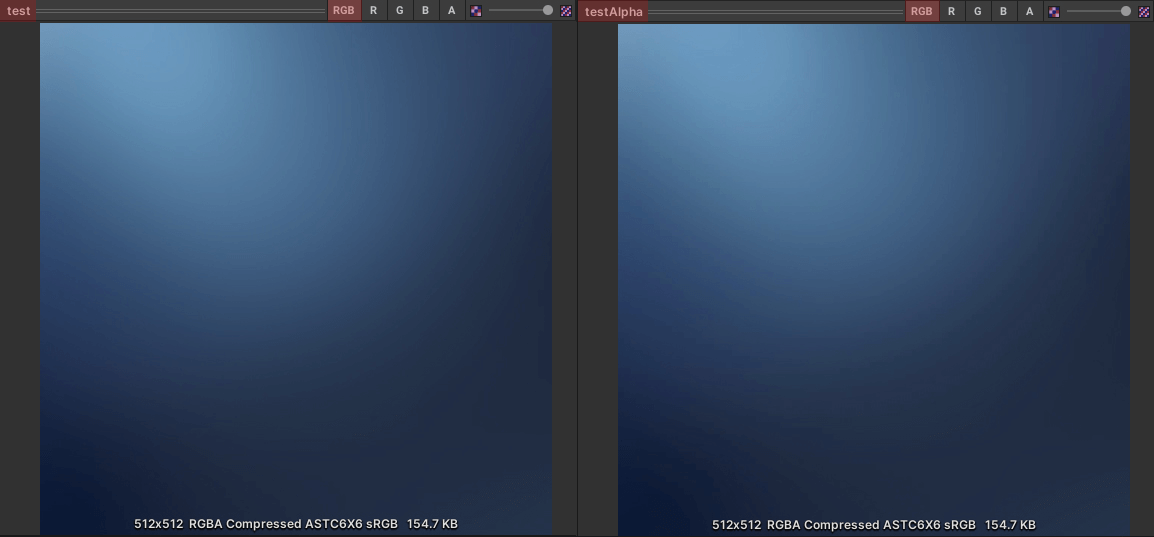 test RGB R G B A
testAlpha RGB R G B A
512x512 RGBA Compressed ASTC6X6 sRGB 154.7 KB
512x512 RGBA Compressed ASTC6X6 sRGB 154.7 KB